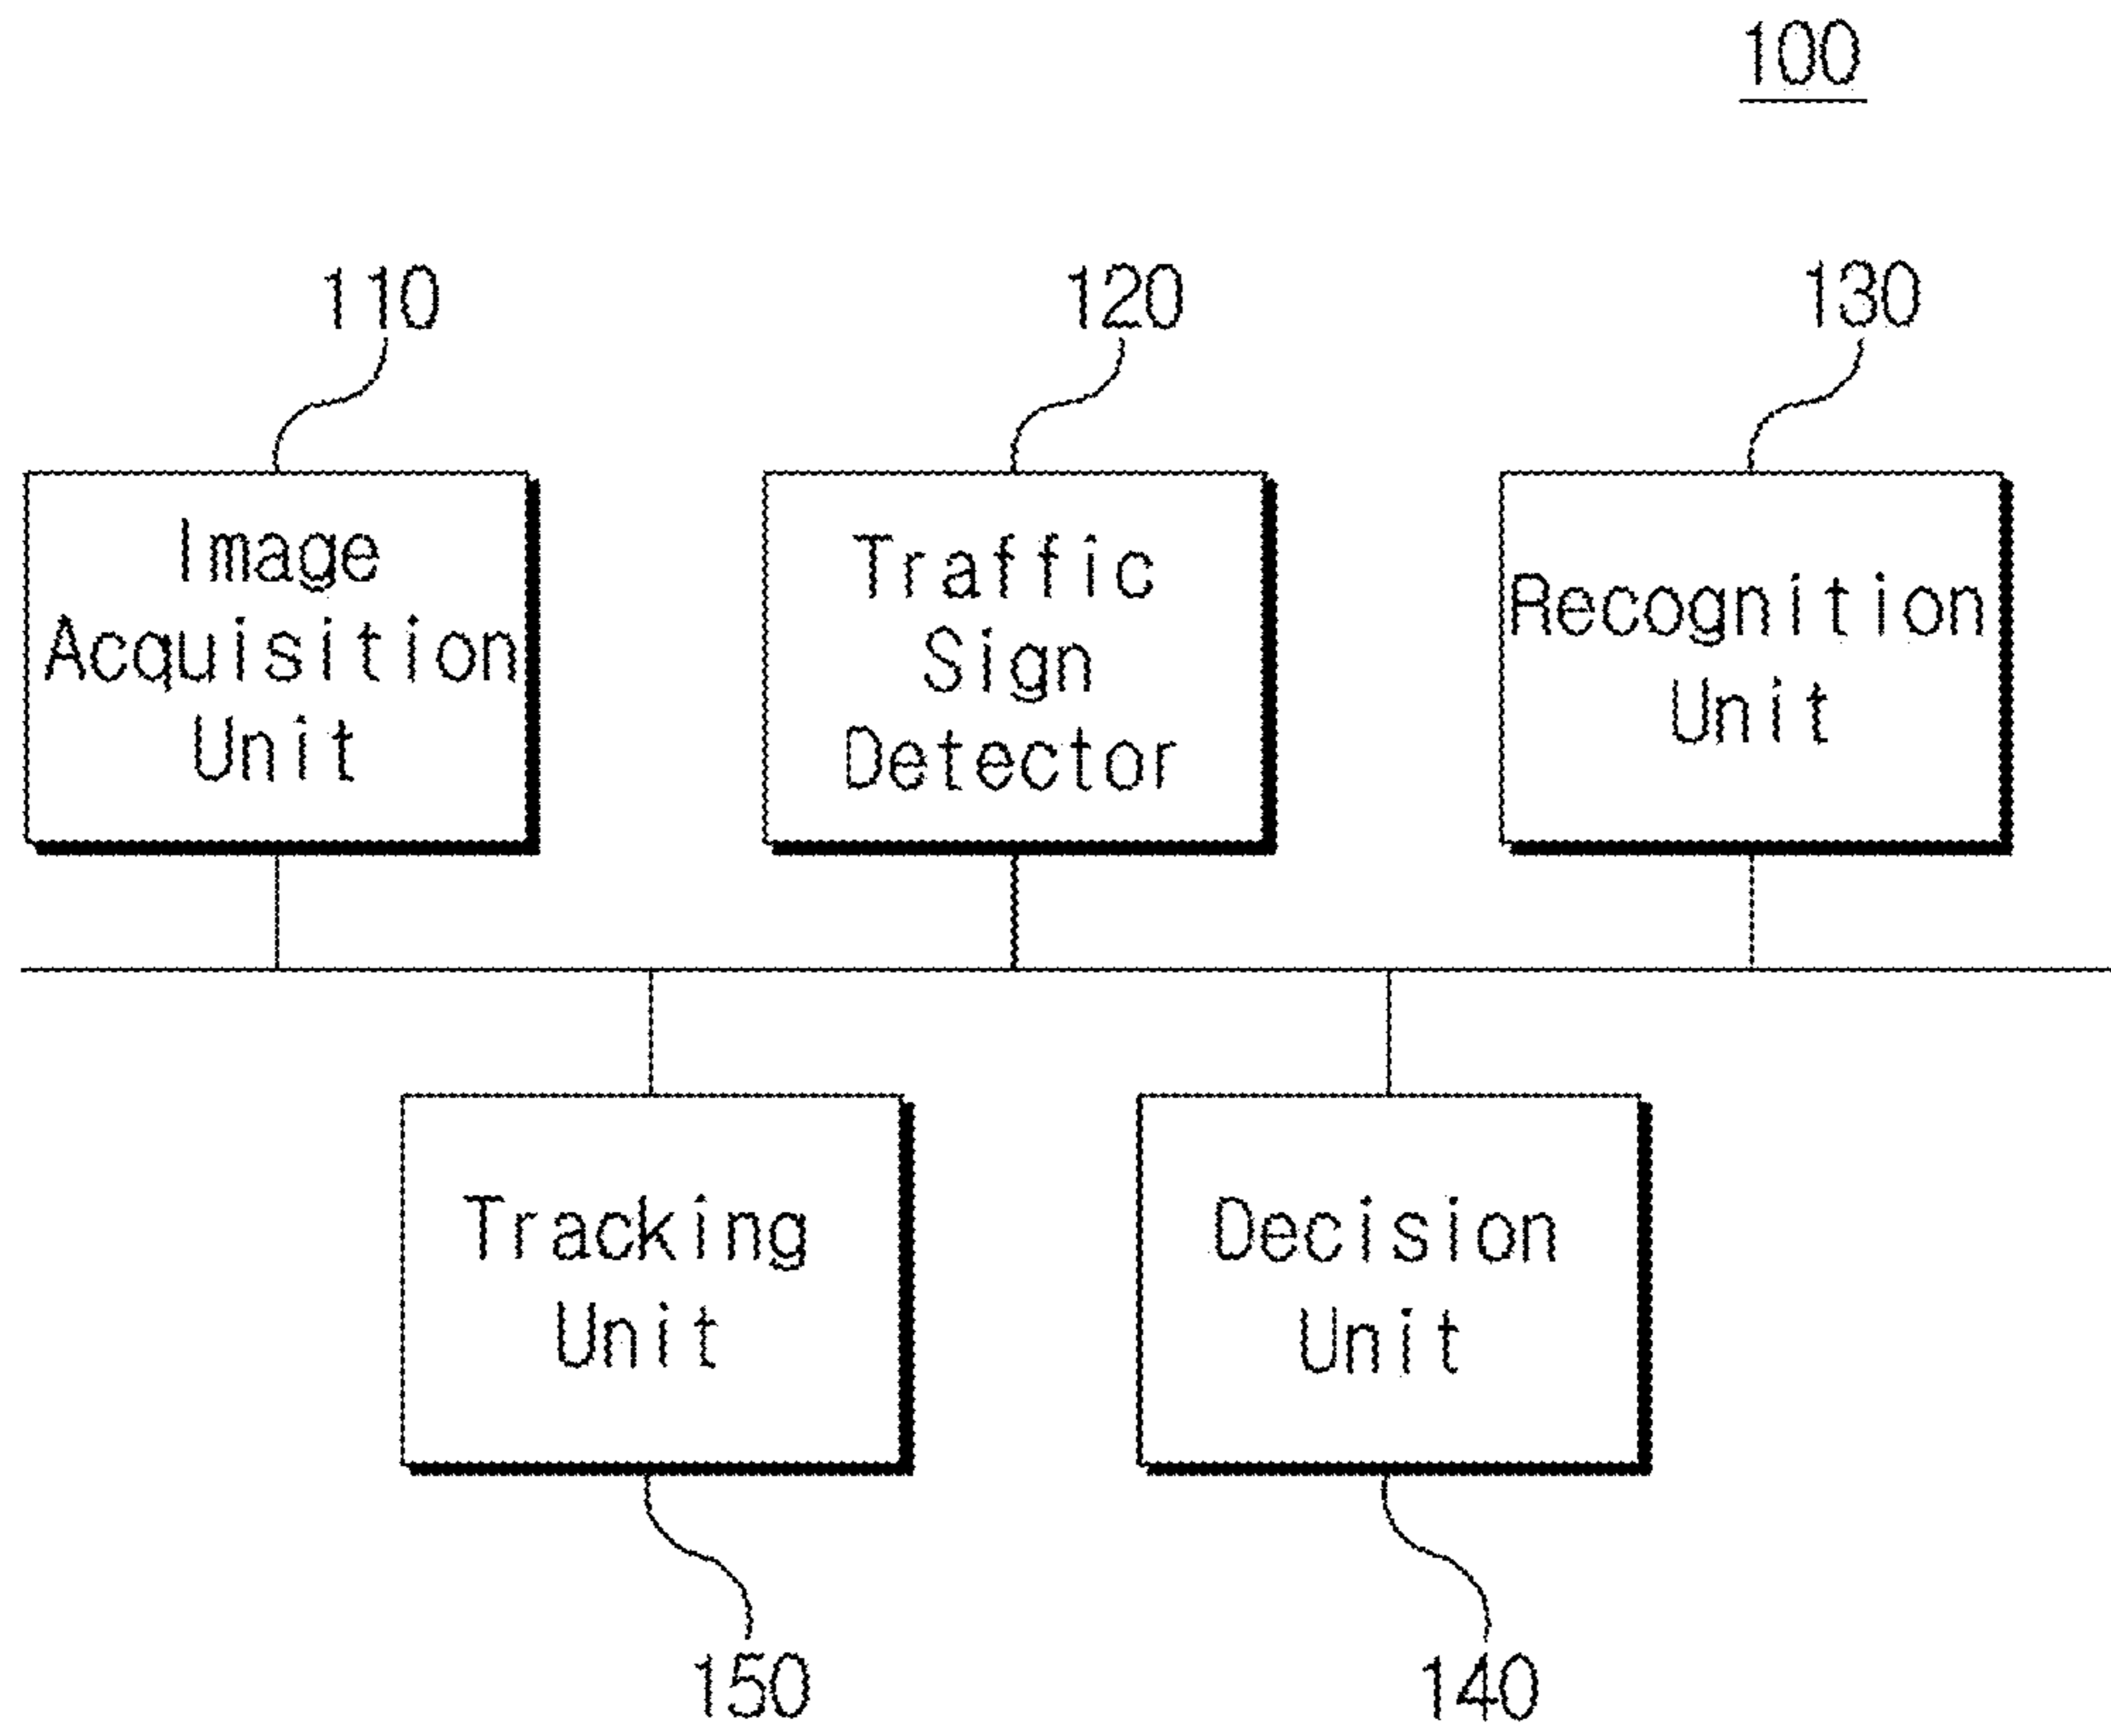 100
110
120
130
Image
Acquisition
Unit
Traffic
Sign
Detector
Recognition
Unit
Tracking
Unit
Decision
Unit
150
140